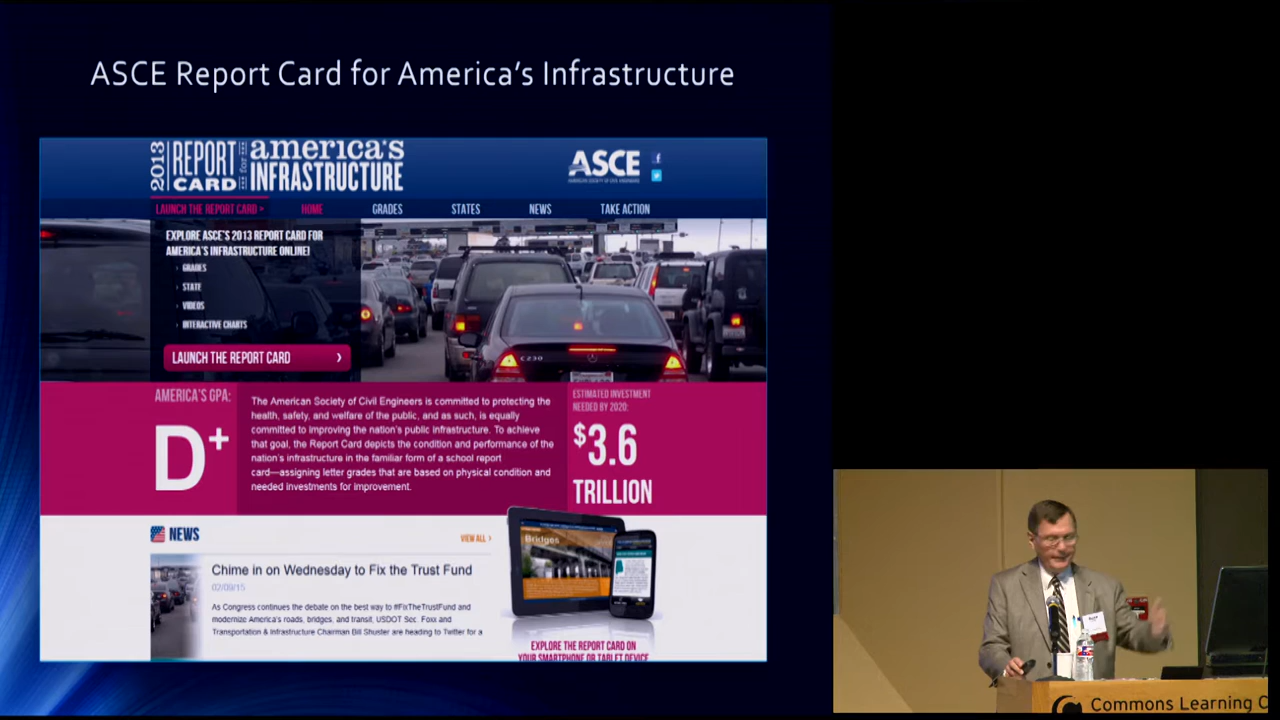 ASCE Report Card for America's Infrastructure
2013 REPORT CARD for america's INFRASTRUCTURE
ASCE
AMERICAN SOCIETY OF CIVIL ENGINEERS
LAUNCH THE REPORT CARD >
HOME
GRADES
STATES
NEWS
TAKE ACTION
EXPLORE ASCE'S 2013 REPORT CARD FOR
AMERICA'S INFRASTRUCTURE ONLINE!
› GRADES
› STATE
› VIDEOS
› INTERACTIVE CHARTS
LAUNCH THE REPORT CARD ›
C 230
AMERICA'S GPA:
D+
The American Society of Civil Engineers is committed to protecting the
health, safety, and welfare of the public, and as such, is equally
committed to improving the nation's public infrastructure. To achieve
that goal, the Report Card depicts the condition and performance of the
nation's infrastructure in the familiar form of a school report
card—assigning letter grades that are based on physical condition and
needed investments for improvement.
ESTIMATED INVESTMENT
NEEDED BY 2020:
$3.6
TRILLION
NEWS
VIEW ALL >
Chime in on Wednesday to Fix the Trust Fund
02/09/15
As Congress continues the debate on the best way to #FixTheTrustFund and
modernize America's roads, bridges, and transit, USDOT Sec. Foxx and
Transportation & Infrastructure Chairman Bill Shuster are heading to Twitter for a
Bridges
EXPLORE THE REPORT CARD ON
YOUR SMARTPHONE OR TABLET DEVICE
Commons Learning C